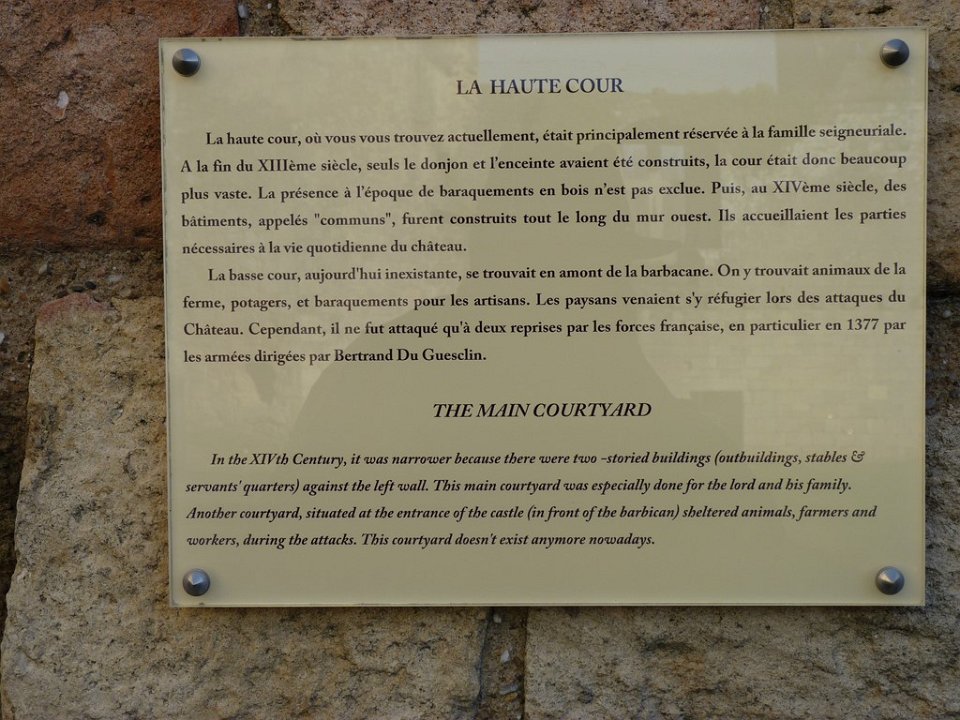 LA HAUTE COUR
La haute cour, où vous vous trouvez actuellement, était principalement réservée à la famille seigneuriale.
A la fin du XIIIème siècle, seuls le donjon et l'enceinte avaient été construits, la cour était donc beaucoup
plus vaste. La présence à l'époque de baraquements en bois n'est pas exclue. Puis, au XIVème siècle, des
bâtiments, appelés "communs", furent construits tout le long du mur ouest. Ils accueillaient les parties
nécessaires à la vie quotidienne du château.
La basse cour, aujourd'hui inexistante, se trouvait en amont de la barbacane. On y trouvait animaux de la
ferme, potagers, et baraquements pour les artisans. Les paysans venaient s'y réfugier lors des attaques du
Château. Cependant, il ne fut attaqué qu'à deux reprises par les forces française, en particulier en 1377 par
les armées dirigées par Bertrand Du Guesclin.
THE MAIN COURTYARD
In the XIVth Century, it was narrower because there were two -storied buildings (outbuildings, stables &
servants' quarters) against the left wall. This main courtyard was especially done for the lord and his family.
Another courtyard, situated at the entrance of the castle (in front of the barbican) sheltered animals, farmers and
workers, during the attacks. This courtyard doesn't exist anymore nowadays.